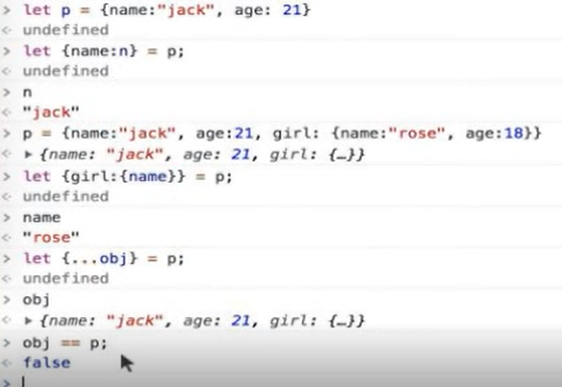 > let p = {name:"jack", age: 21}
< undefined
> let {name:n} = p;
< undefined
> n
< "jack"
> p = {name:"jack", age:21, girl: {name:"rose", age:18}}
< ▶ {name: "jack", age: 21, girl: {…}}
> let {girl:{name}} = p;
< undefined
> name
< "rose"
> let {...obj} = p;
< undefined
> obj
< ▶ {name: "jack", age: 21, girl: {…}}
> obj == p;
< false
>